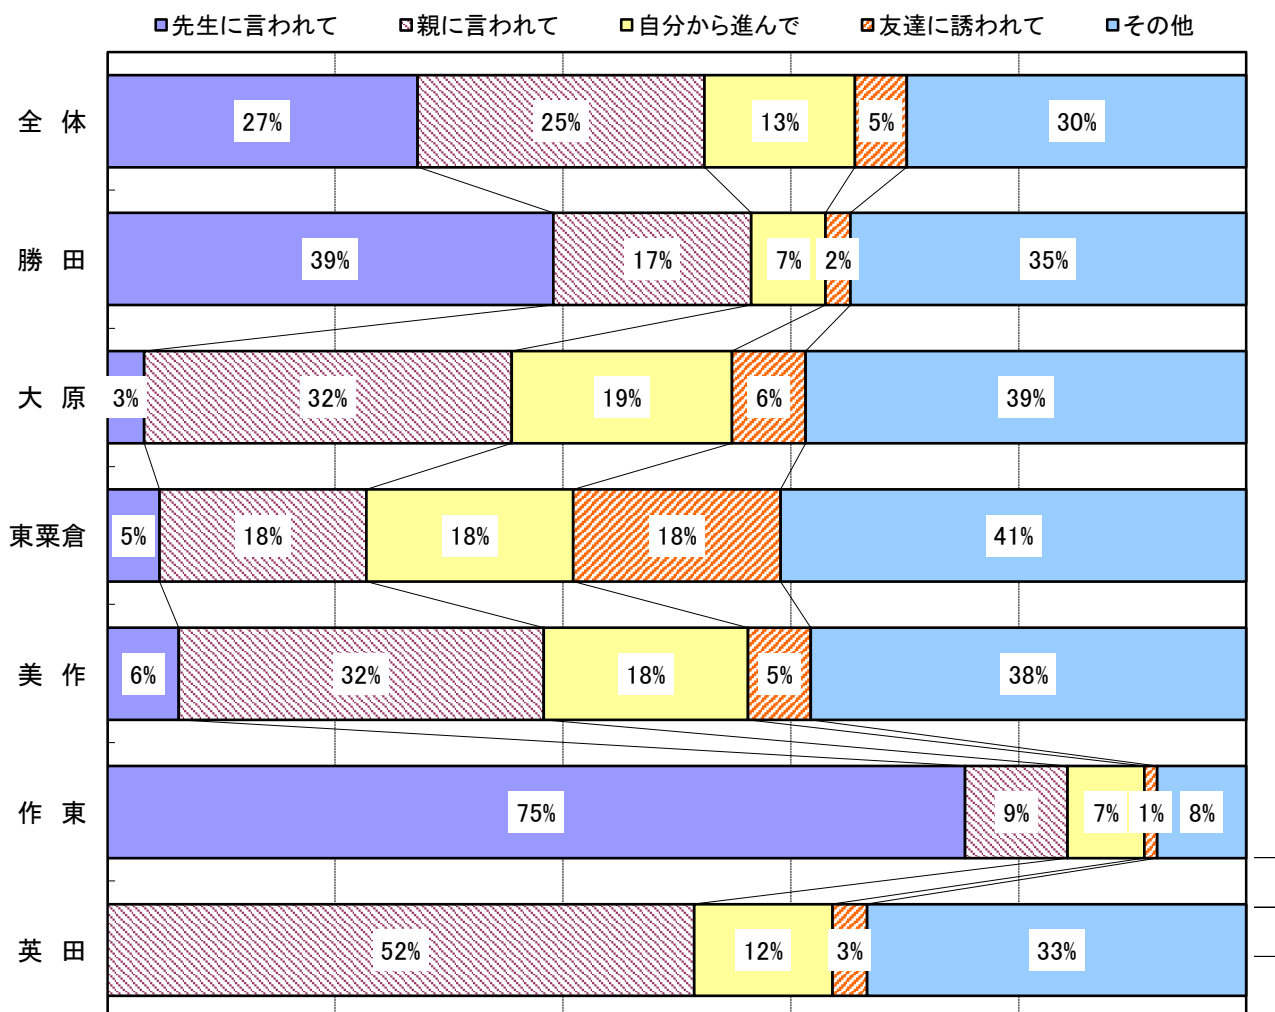 先生に言われて 親に言われて 自分から進んで 友達に誘われて その他
全 体 27% 25% 13% 5% 30%
勝 田 39% 17% 7% 2% 35%
大 原 3% 32% 19% 6% 39%
東粟倉 5% 18% 18% 18% 41%
美 作 6% 32% 18% 5% 38%
作 東 75% 9% 7% 1% 8%
英 田 52% 12% 3% 33%